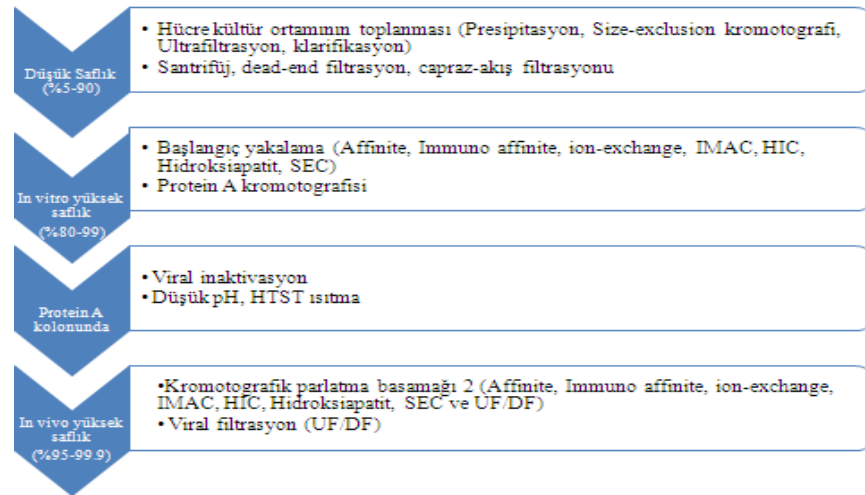 Düşük Saflık
(%5-90)
• Hücre kültür ortamının toplanması (Presipitasyon, Size-exclusion kromotografi,
Ultrafiltrasyon, klarifikasyon)
• Santrifüj, dead-end filtrasyon, capraz-akış filtrasyonu
In vitro yüksek
saflık
(%80-99)
• Başlangıç yakalama (Affinite, Immuno affinite, ion-exchange, IMAC, HIC,
Hidroksiapatit, SEC)
• Protein A kromotografisi
Protein A
kolonunda
• Viral inaktivasyon
• Düşük pH, HTST ısıtma
In vivo yüksek
saflık
(%95-99.9)
•Kromotografik parlatma basamağı 2 (Affinite, Immuno affinite, ion-exchange,
IMAC, HIC, Hidroksiapatit, SEC ve UF/DF)
• Viral filtrasyon (UF/DF)